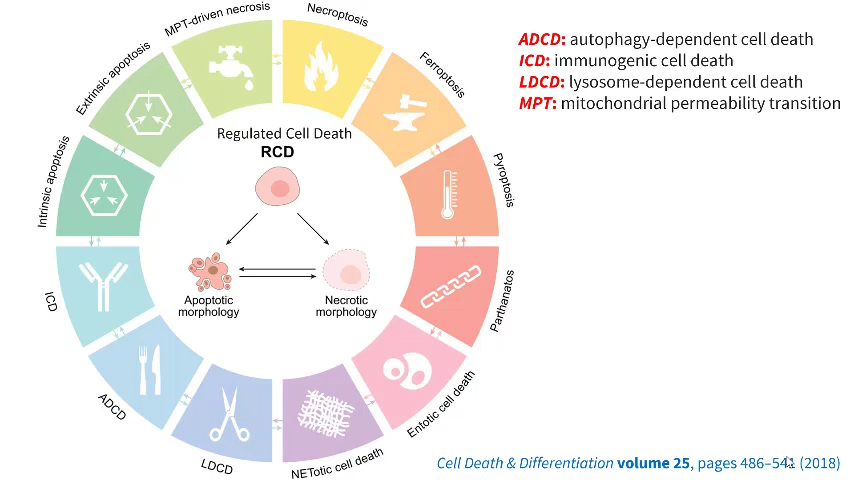 MPT-driven necrosis
Necroptosis
Ferroptosis
Pyroptosis
Parthanatos
Entotic cell death
NETotic cell death
LDCD
ADCD
ICD
Intrinsic apoptosis
Extrinsic apoptosis
Regulated Cell Death
RCD
Apoptotic
morphology
Necrotic
morphology
ADCD: autophagy-dependent cell death
ICD: immunogenic cell death
LDCD: lysosome-dependent cell death
MPT: mitochondrial permeability transition
Cell Death & Differentiation volume 25, pages 486–541 (2018)